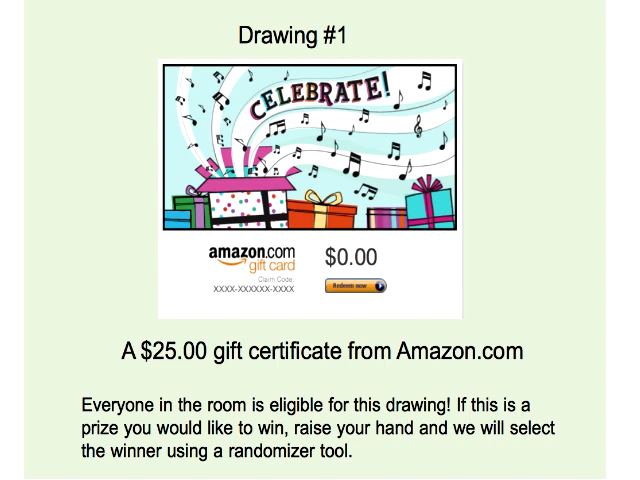 Drawing #1
CELEBRATE!
amazon.com
gift card
$0.00
Claim Code:
XXXX-XXXXXX-XXXX
Redeem now
A $25.00 gift certificate from Amazon.com
Everyone in the room is eligible for this drawing! If this is a
prize you would like to win, raise your hand and we will select
the winner using a randomizer tool.